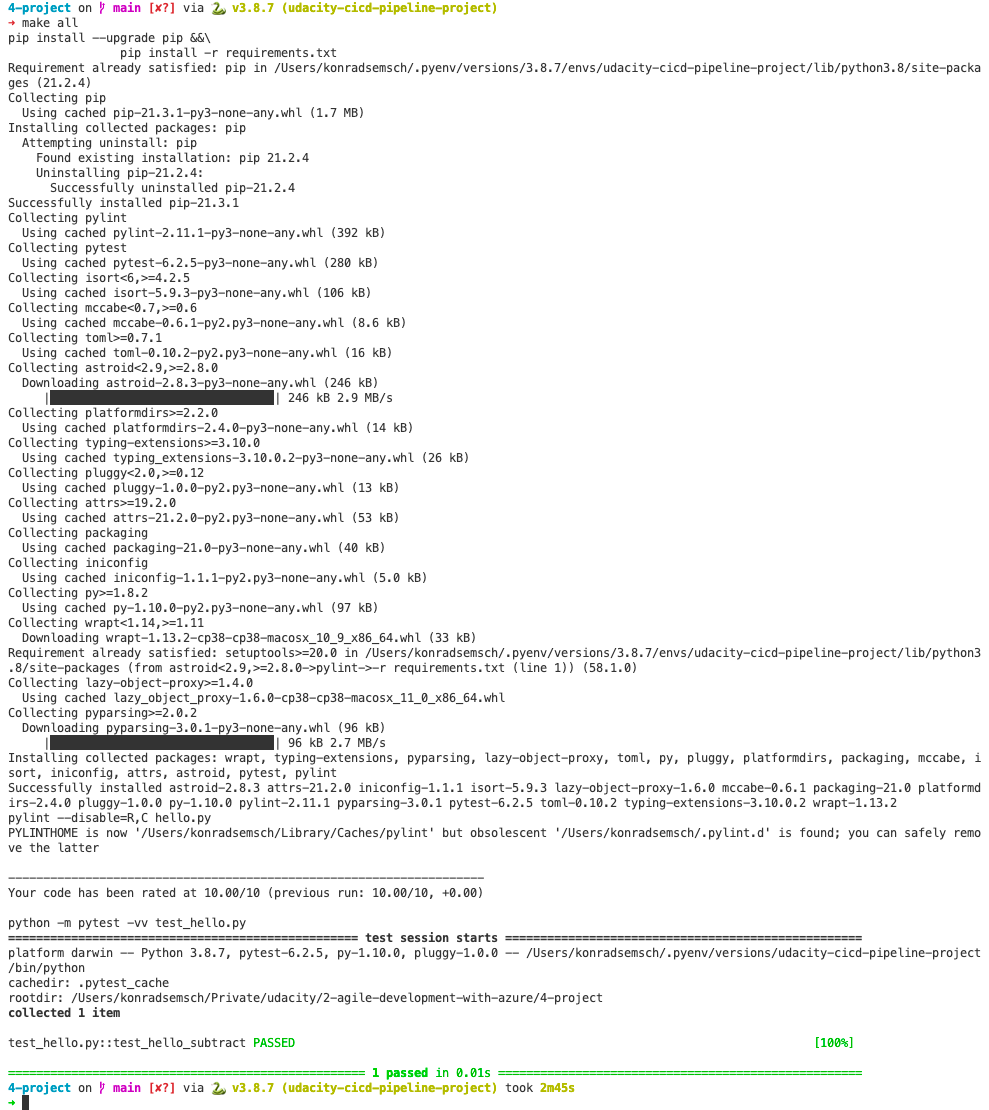 4-project on main [✘?] via 🐍 v3.8.7 (udacity-cicd-pipeline-project)
➜ make all
pip install --upgrade pip &&\
                pip install -r requirements.txt
Requirement already satisfied: pip in /Users/konradsemsch/.pyenv/versions/3.8.7/envs/udacity-cicd-pipeline-project/lib/python3.8/site-packa
ges (21.2.4)
Collecting pip
  Using cached pip-21.3.1-py3-none-any.whl (1.7 MB)
Installing collected packages: pip
  Attempting uninstall: pip
    Found existing installation: pip 21.2.4
    Uninstalling pip-21.2.4:
      Successfully uninstalled pip-21.2.4
Successfully installed pip-21.3.1
Collecting pylint
  Using cached pylint-2.11.1-py3-none-any.whl (392 kB)
Collecting pytest
  Using cached pytest-6.2.5-py3-none-any.whl (280 kB)
Collecting isort<6,>=4.2.5
  Using cached isort-5.9.3-py3-none-any.whl (106 kB)
Collecting mccabe<0.7,>=0.6
  Using cached mccabe-0.6.1-py2.py3-none-any.whl (8.6 kB)
Collecting toml>=0.7.1
  Using cached toml-0.10.2-py2.py3-none-any.whl (16 kB)
Collecting astroid<2.9,>=2.8.0
  Downloading astroid-2.8.3-py3-none-any.whl (246 kB)
     |████████████████████████████████| 246 kB 2.9 MB/s
Collecting platformdirs>=2.2.0
  Using cached platformdirs-2.4.0-py3-none-any.whl (14 kB)
Collecting typing-extensions>=3.10.0
  Using cached typing_extensions-3.10.0.2-py3-none-any.whl (26 kB)
Collecting pluggy<2.0,>=0.12
  Using cached pluggy-1.0.0-py2.py3-none-any.whl (13 kB)
Collecting attrs>=19.2.0
  Using cached attrs-21.2.0-py2.py3-none-any.whl (53 kB)
Collecting packaging
  Using cached packaging-21.0-py3-none-any.whl (40 kB)
Collecting iniconfig
  Using cached iniconfig-1.1.1-py2.py3-none-any.whl (5.0 kB)
Collecting py>=1.8.2
  Using cached py-1.10.0-py2.py3-none-any.whl (97 kB)
Collecting wrapt<1.14,>=1.11
  Downloading wrapt-1.13.2-cp38-cp38-macosx_10_9_x86_64.whl (33 kB)
Requirement already satisfied: setuptools>=20.0 in /Users/konradsemsch/.pyenv/versions/3.8.7/envs/udacity-cicd-pipeline-project/lib/python3
.8/site-packages (from astroid<2.9,>=2.8.0->pylint->-r requirements.txt (line 1)) (58.1.0)
Collecting lazy-object-proxy>=1.4.0
  Using cached lazy_object_proxy-1.6.0-cp38-cp38-macosx_11_0_x86_64.whl
Collecting pyparsing>=2.0.2
  Downloading pyparsing-3.0.1-py3-none-any.whl (96 kB)
     |████████████████████████████████| 96 kB 2.7 MB/s
Installing collected packages: wrapt, typing-extensions, pyparsing, lazy-object-proxy, toml, py, pluggy, platformdirs, packaging, mccabe, i
sort, iniconfig, attrs, astroid, pytest, pylint
Successfully installed astroid-2.8.3 attrs-21.2.0 iniconfig-1.1.1 isort-5.9.3 lazy-object-proxy-1.6.0 mccabe-0.6.1 packaging-21.0 platformd
irs-2.4.0 pluggy-1.0.0 py-1.10.0 pylint-2.11.1 pyparsing-3.0.1 pytest-6.2.5 toml-0.10.2 typing-extensions-3.10.0.2 wrapt-1.13.2
pylint --disable=R,C hello.py
PYLINTHOME is now '/Users/konradsemsch/Library/Caches/pylint' but obsolescent '/Users/konradsemsch/.pylint.d' is found; you can safely remo
ve the latter
--------------------------------------------------------------------
Your code has been rated at 10.00/10 (previous run: 10.00/10, +0.00)
python -m pytest -vv test_hello.py
================================================== test session starts ===================================================
platform darwin -- Python 3.8.7, pytest-6.2.5, py-1.10.0, pluggy-1.0.0 -- /Users/konradsemsch/.pyenv/versions/udacity-cicd-pipeline-project
/bin/python
cachedir: .pytest_cache
rootdir: /Users/konradsemsch/Private/udacity/2-agile-development-with-azure/4-project
collected 1 item
test_hello.py::test_hello_subtract PASSED [100%]
=================================================== 1 passed in 0.01s ====================================================
4-project on main [✘?] via 🐍 v3.8.7 (udacity-cicd-pipeline-project) took 2m45s
➜